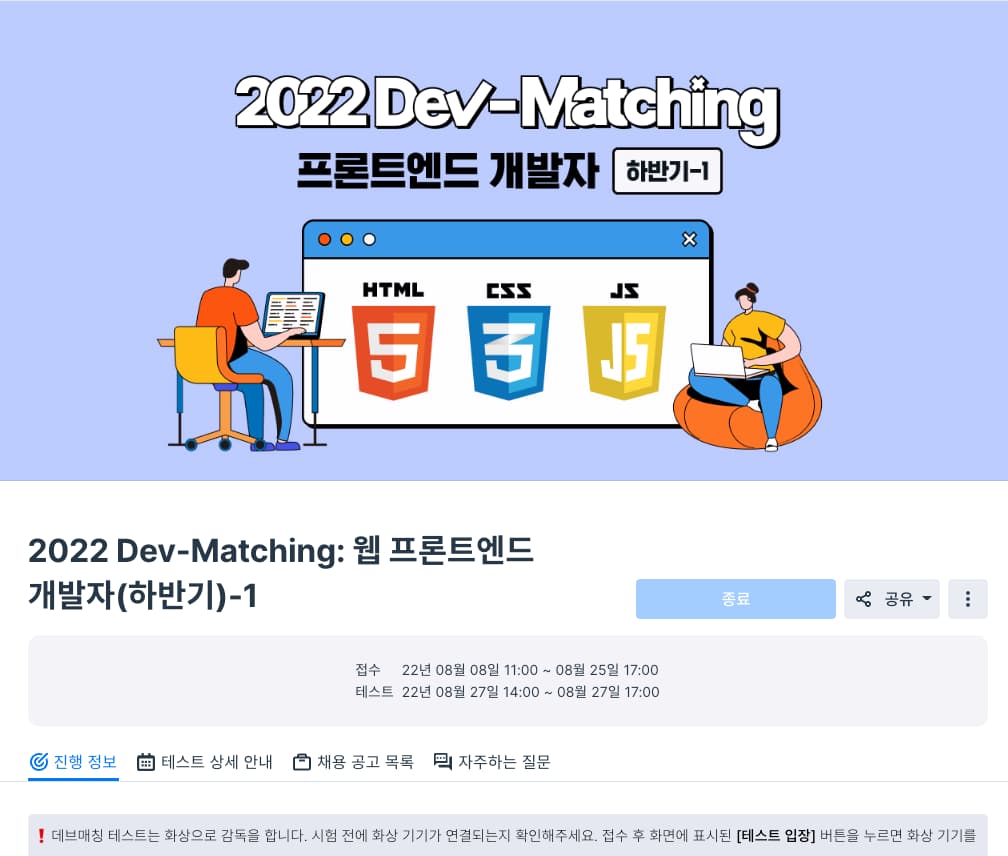 2022 Dev-Matching
프론트엔드 개발자 하반기-1
HTML CSS JS
5 3 JS
2022 Dev-Matching: 웹 프론트엔드
개발자(하반기)-1
종료 공유
접수 22년 08월 08일 11:00 ~ 08월 25일 17:00
테스트 22년 08월 27일 14:00 ~ 08월 27일 17:00
진행 정보 테스트 상세 안내 채용 공고 목록 자주하는 질문
❗ 데브매칭 테스트는 화상으로 감독을 합니다. 시험 전에 화상 기기가 연결되는지 확인해주세요. 접수 후 화면에 표시된 [테스트 입장] 버튼을 누르면 화상 기기를